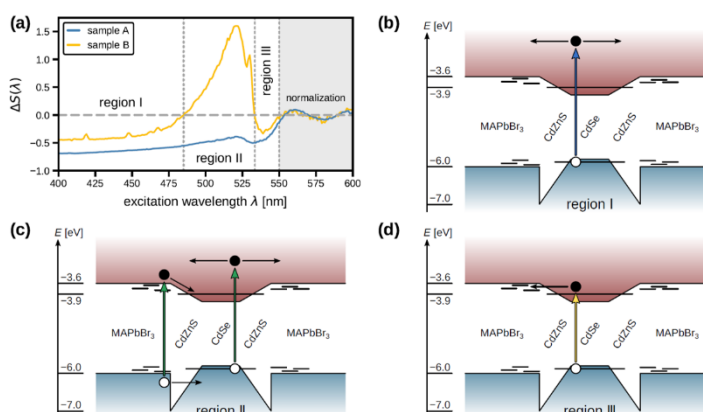 (a)
sample A
sample B
ΔS(λ)
1.5
1.0
0.5
0.0
−0.5
−1.0
region I
region II
region III
normalization
400 425 450 475 500 525 550 575 600
excitation wavelength λ [nm]
(b)
E [eV]
−3.6
−3.9
−6.0
−7.0
MAPbBr3
CdZnS
CdSe
CdZnS
MAPbBr3
region I
(c)
E [eV]
−3.6
−3.9
−6.0
−7.0
MAPbBr3
CdZnS
CdSe
CdZnS
MAPbBr3
region II
(d)
E [eV]
−3.6
−3.9
−6.0
−7.0
MAPbBr3
CdZnS
CdSe
CdZnS
MAPbBr3
region III